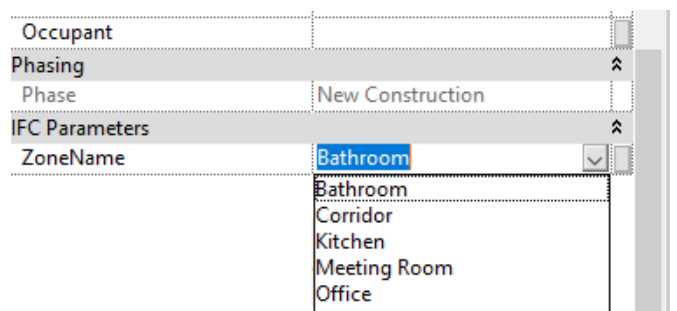 Occupant
Phasing
Phase New Construction
IFC Parameters
ZoneName Bathroom
Bathroom
Corridor
Kitchen
Meeting Room
Office